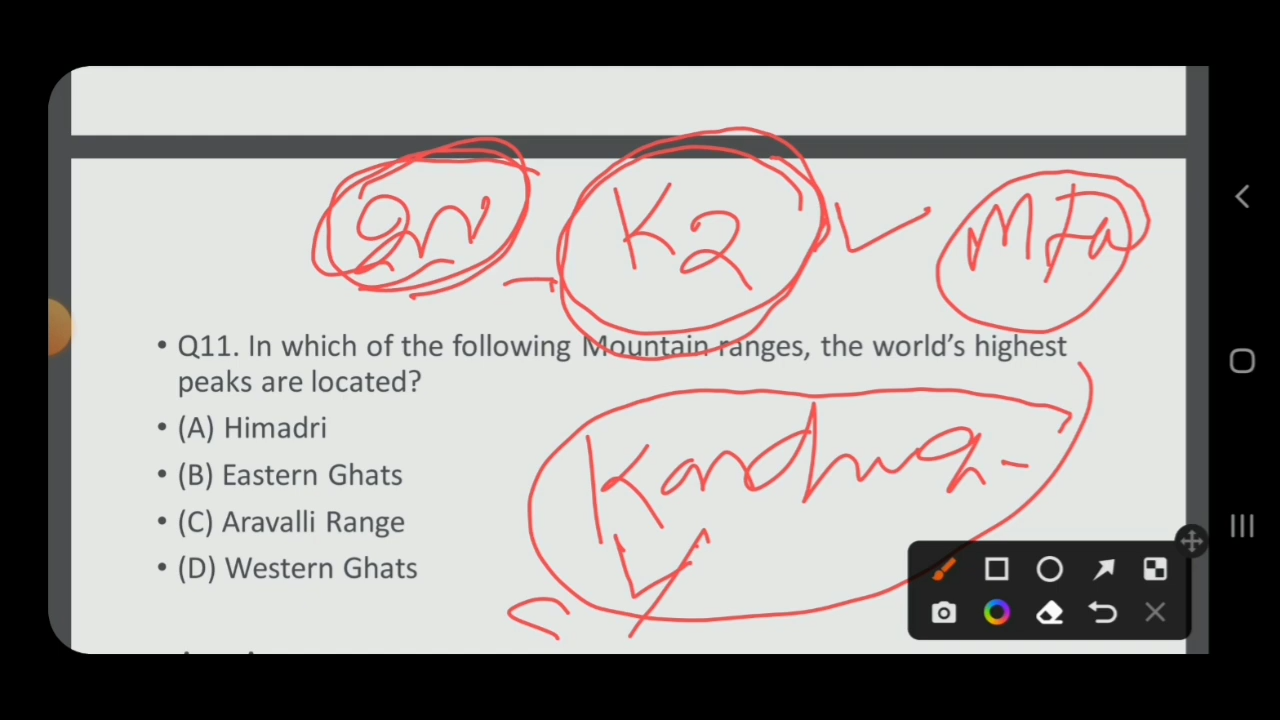 K2
• Q11. In which of the following Mountain ranges, the world's highest
peaks are located?
• (A) Himadri
• (B) Eastern Ghats
• (C) Aravalli Range
• (D) Western Ghats